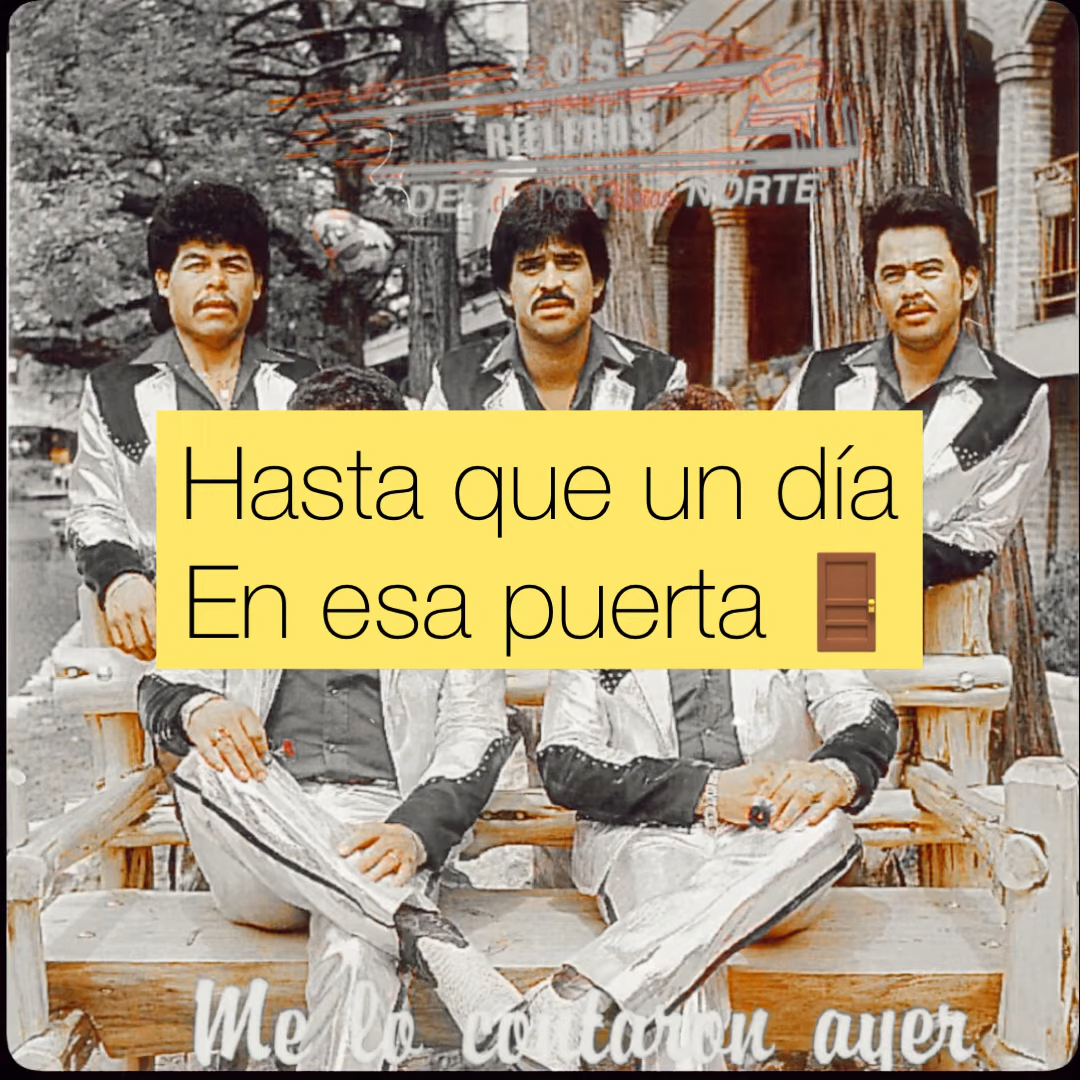 LOS
RIELEROS
DEL NORTE
Hasta que un día
En esa puerta 🚪
Me lo contaron ayer